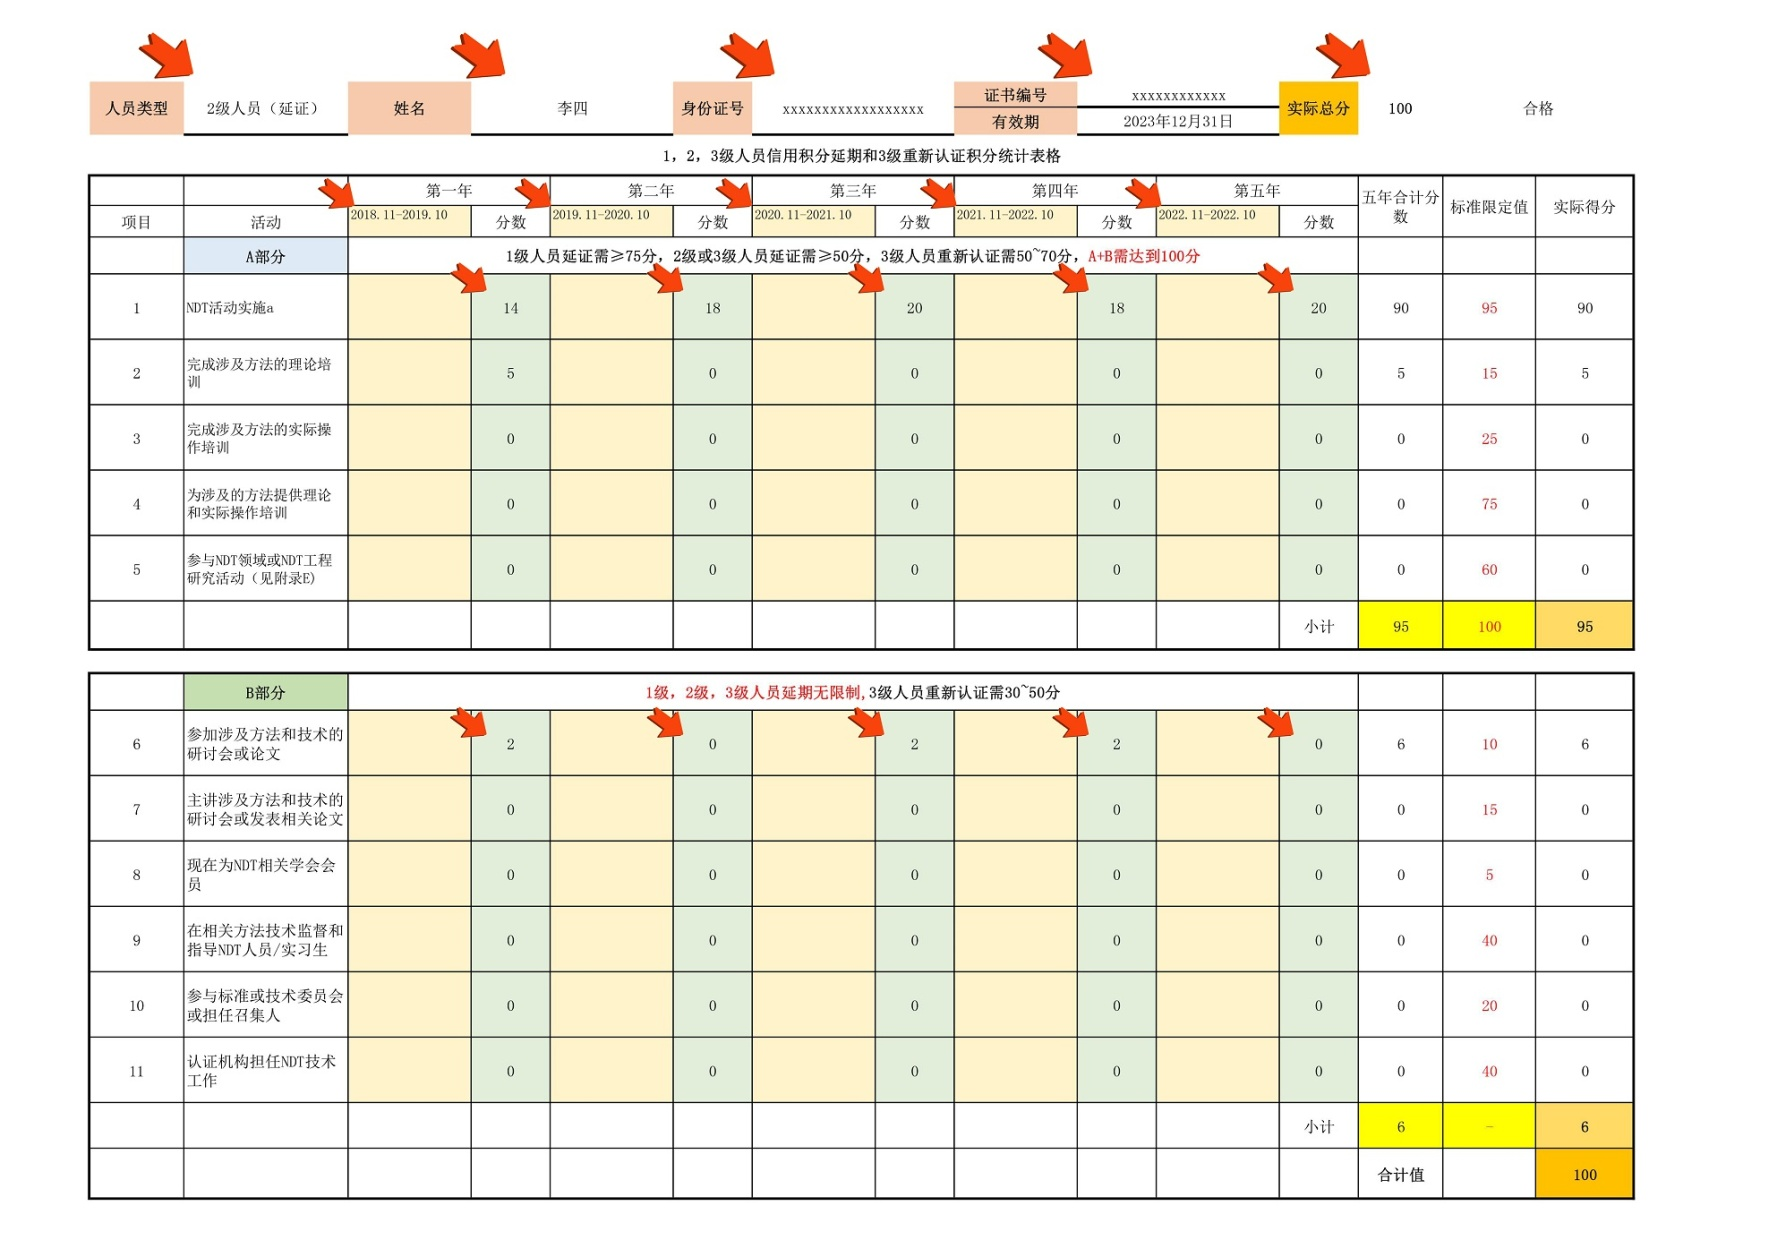 人员类型 2级人员（延证） 姓名 李四 身份证号 xxxxxxxxxxxxxxxxxx 证书编号 xxxxxxxxxxxx 实际总分 100 合格
有效期 2023年12月31日
1，2，3级人员信用积分延期和3级重新认证积分统计表格
第一年 第二年 第三年 第四年 第五年 五年合计分数 标准限定值 实际得分
项目 活动 2018.11-2019.10 分数 2019.11-2020.10 分数 2020.11-2021.10 分数 2021.11-2022.10 分数 2022.11-2022.10 分数
A部分 1级人员延证需≥75分，2级或3级人员延证需≥50分，3级人员重新认证需50~70分，A+B需达到100分
1 NDT活动实施a 14 18 20 18 20 90 95 90
2 完成涉及方法的理论培训 5 0 0 0 0 5 15 5
3 完成涉及方法的实际操作培训 0 0 0 0 0 0 25 0
4 为涉及的方法提供理论和实际操作培训 0 0 0 0 0 0 75 0
5 参与NDT领域或NDT工程研究活动（见附录E) 0 0 0 0 0 0 60 0
小计 95 100 95
B部分 1级，2级，3级人员延期无限制,3级人员重新认证需30~50分
6 参加涉及方法和技术的研讨会或论文 2 0 2 2 0 6 10 6
7 主讲涉及方法和技术的研讨会或发表相关论文 0 0 0 0 0 0 15 0
8 现在为NDT相关学会会员 0 0 0 0 0 0 5 0
9 在相关方法技术监督和指导NDT人员/实习生 0 0 0 0 0 0 40 0
10 参与标准或技术委员会或担任召集人 0 0 0 0 0 0 20 0
11 认证机构担任NDT技术工作 0 0 0 0 0 0 40 0
小计 6 - 6
合计值 100